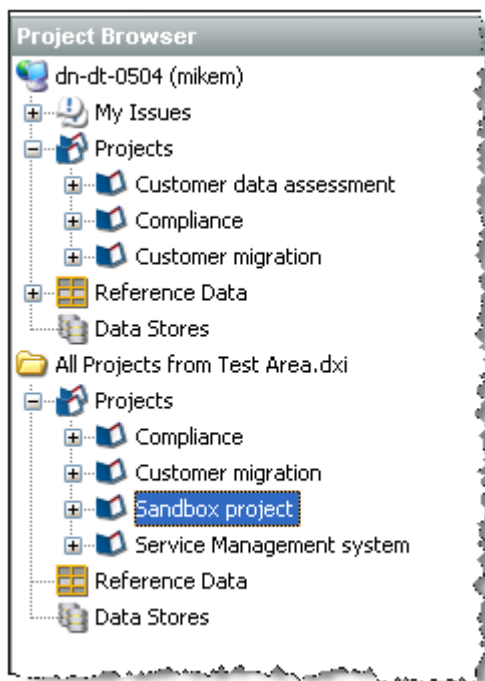 Project Browser
dn-dt-0504 (mikem)
My Issues
Projects
Customer data assessment
Compliance
Customer migration
Reference Data
Data Stores
All Projects from Test Area.dxi
Projects
Compliance
Customer migration
Sandbox project
Service Management system
Reference Data
Data Stores